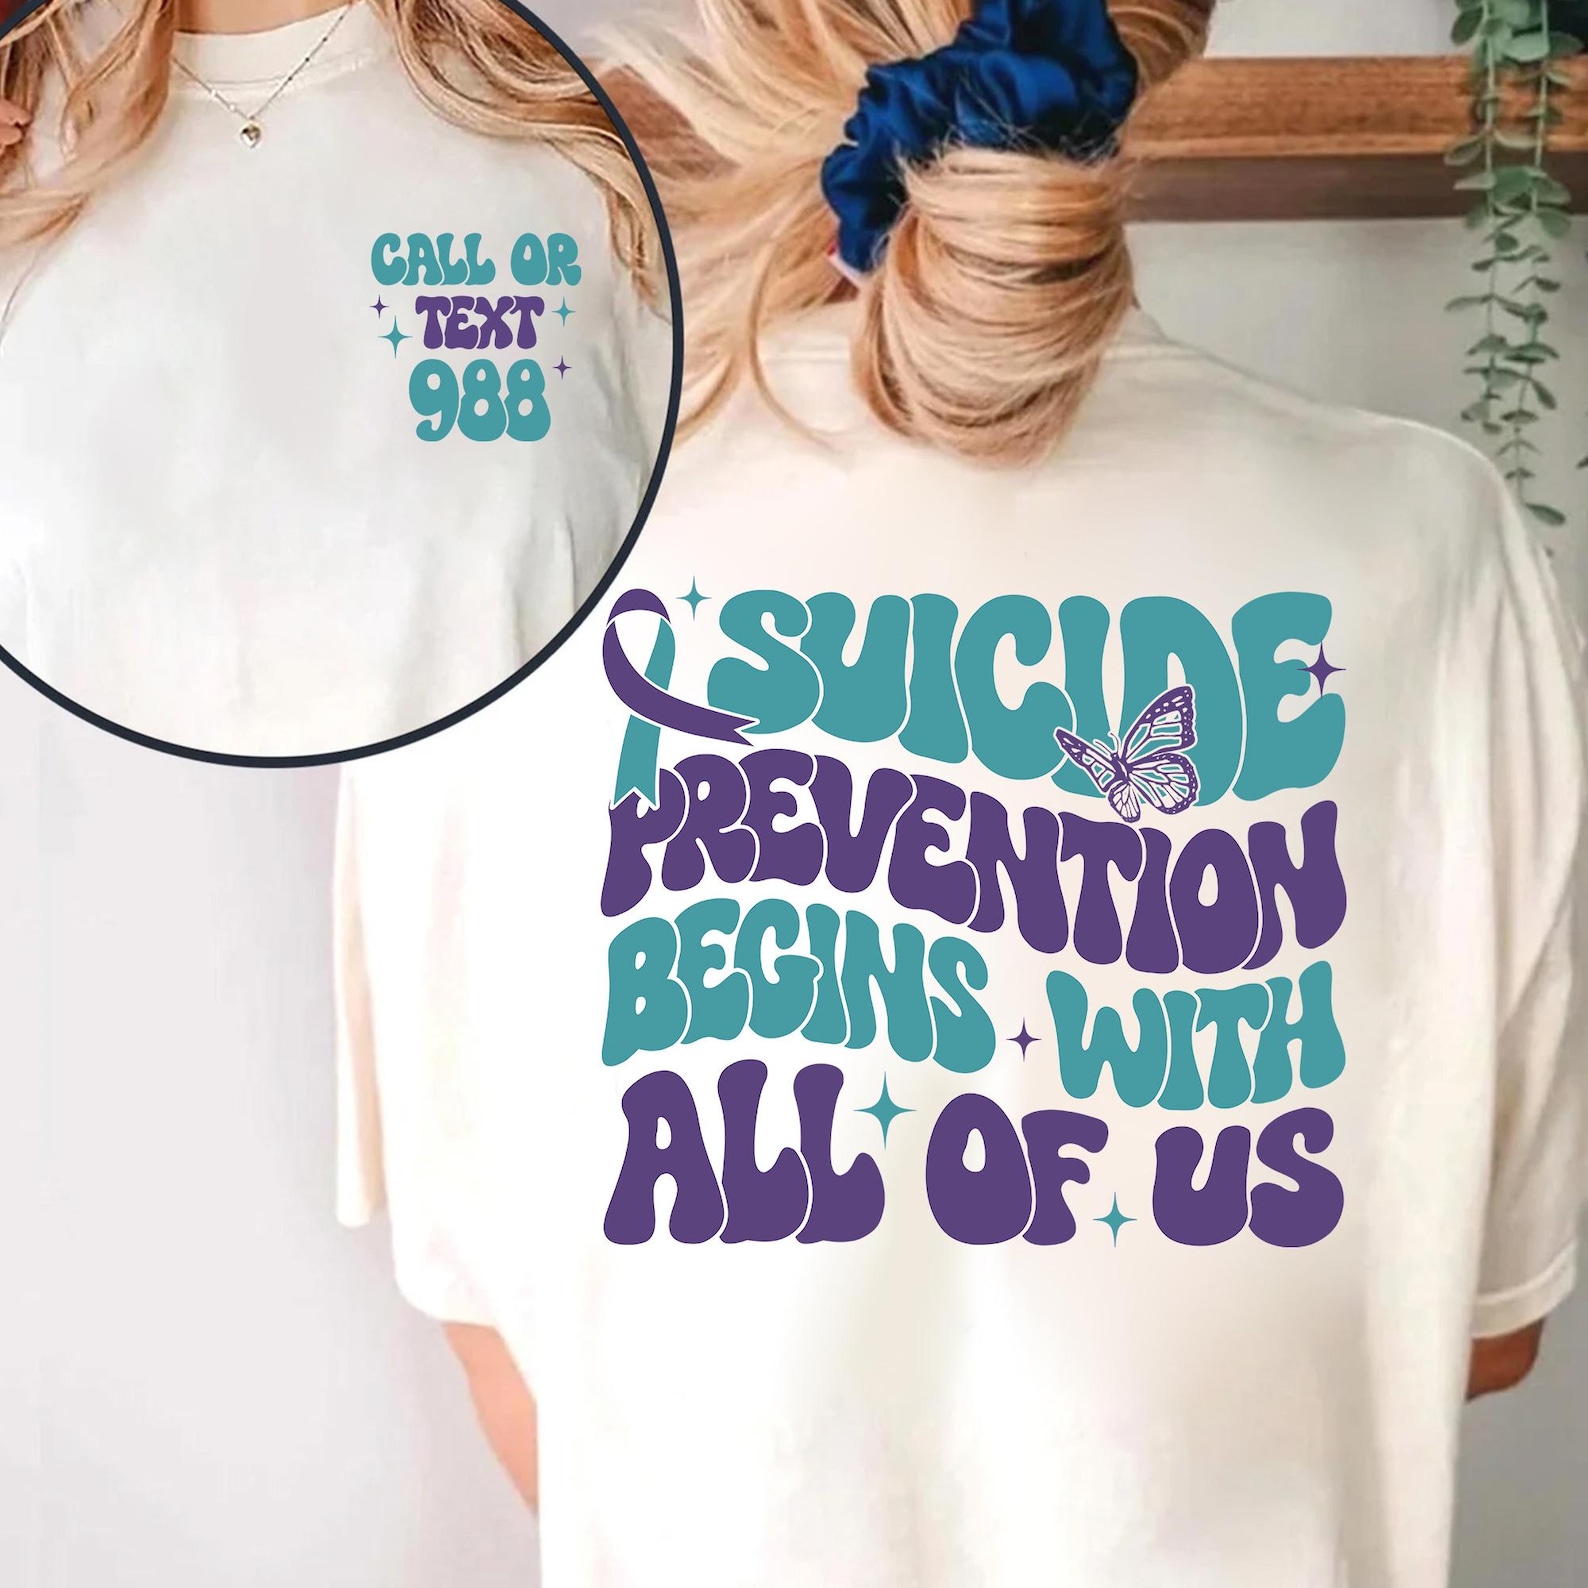 CALL OR
TEXT
988
SUICIDE
PREVENTION
BEGINS WITH
ALL OF US